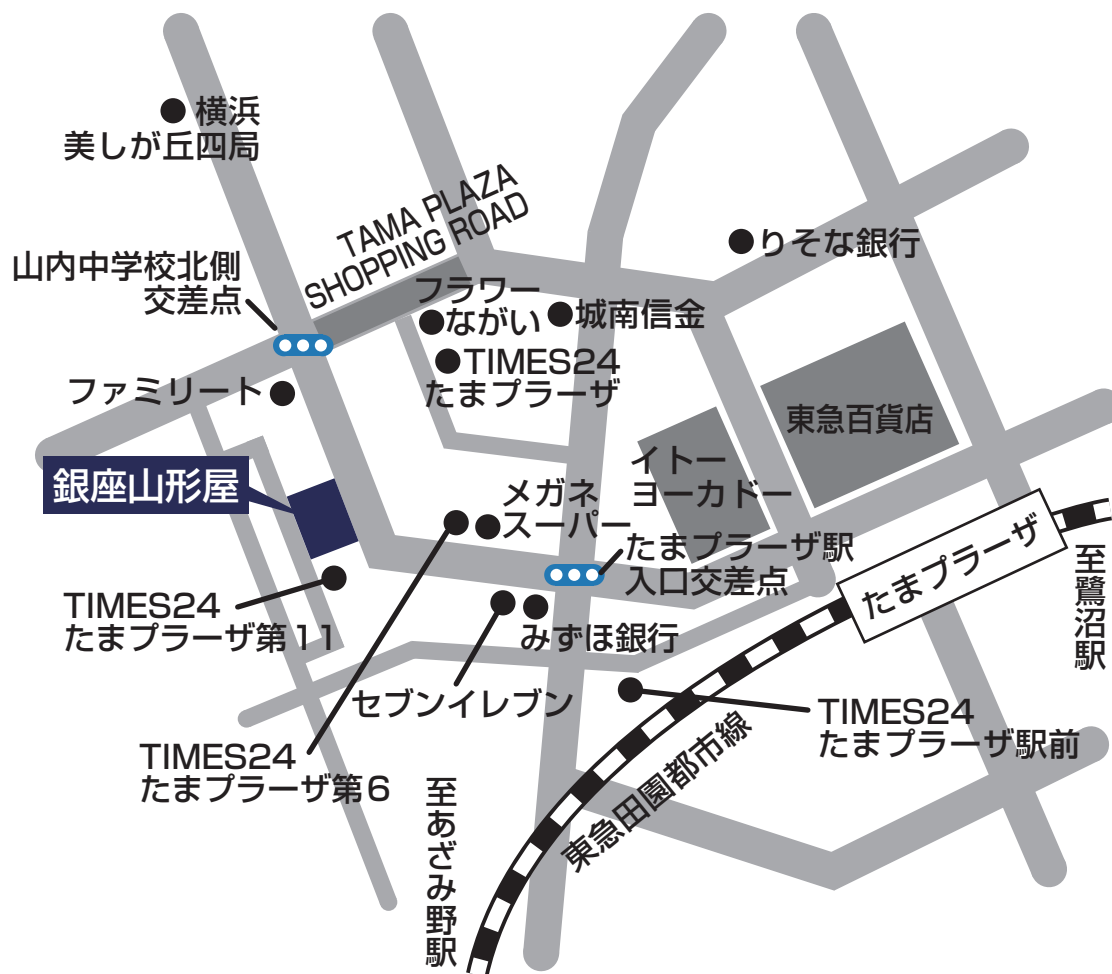 横浜
美しが丘四局
TAMA PLAZA
SHOPPING ROAD
りそな銀行
山内中学校北側
交差点
フラワー
ながい
城南信金
TIMES24
たまプラーザ
ファミリート
東急百貨店
イトー
ヨーカドー
銀座山形屋
メガネ
スーパー
たまプラーザ駅
入口交差点
たまプラーザ
至鷺沼駅
TIMES24
たまプラーザ第11
みずほ銀行
セブンイレブン
TIMES24
たまプラーザ駅前
TIMES24
たまプラーザ第6
東急田園都市線
至あざみ野駅